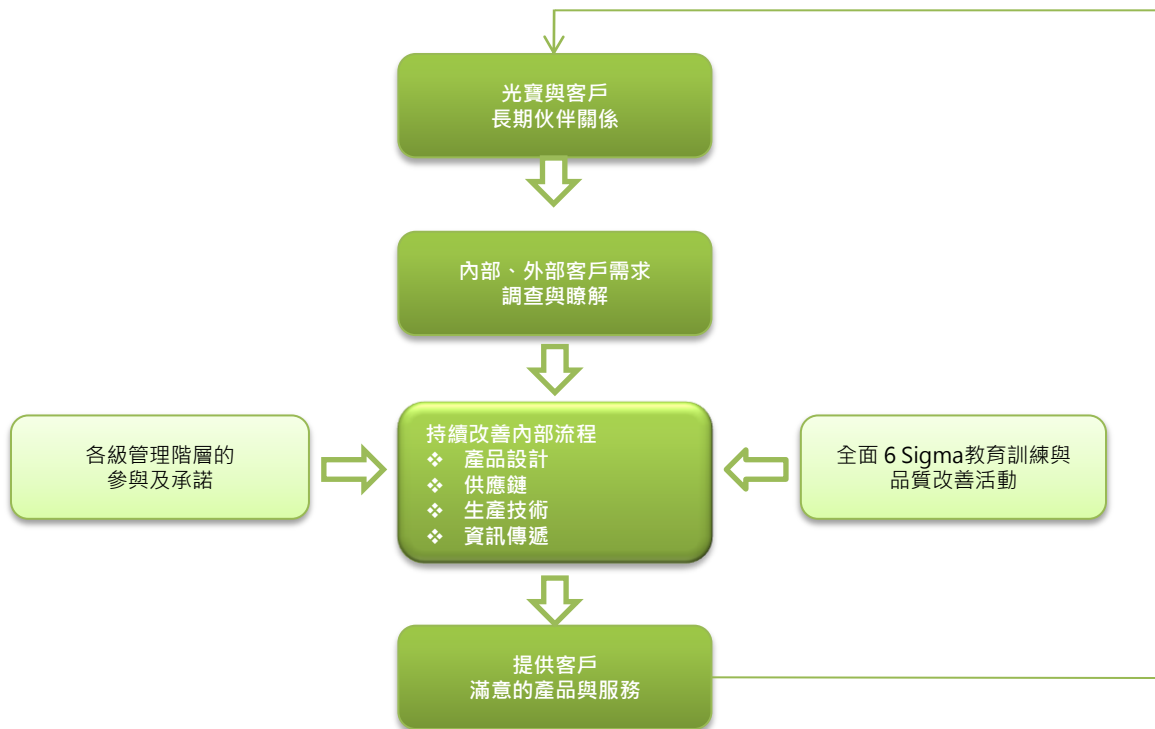 光寶與客戶
長期伙伴關係
內部、外部客戶需求
調查與瞭解
各級管理階層的
參與及承諾
持續改善內部流程
❖ 產品設計
❖ 供應鏈
❖ 生產技術
❖ 資訊傳遞
全面 6 Sigma教育訓練與
品質改善活動
提供客戶
滿意的產品與服務